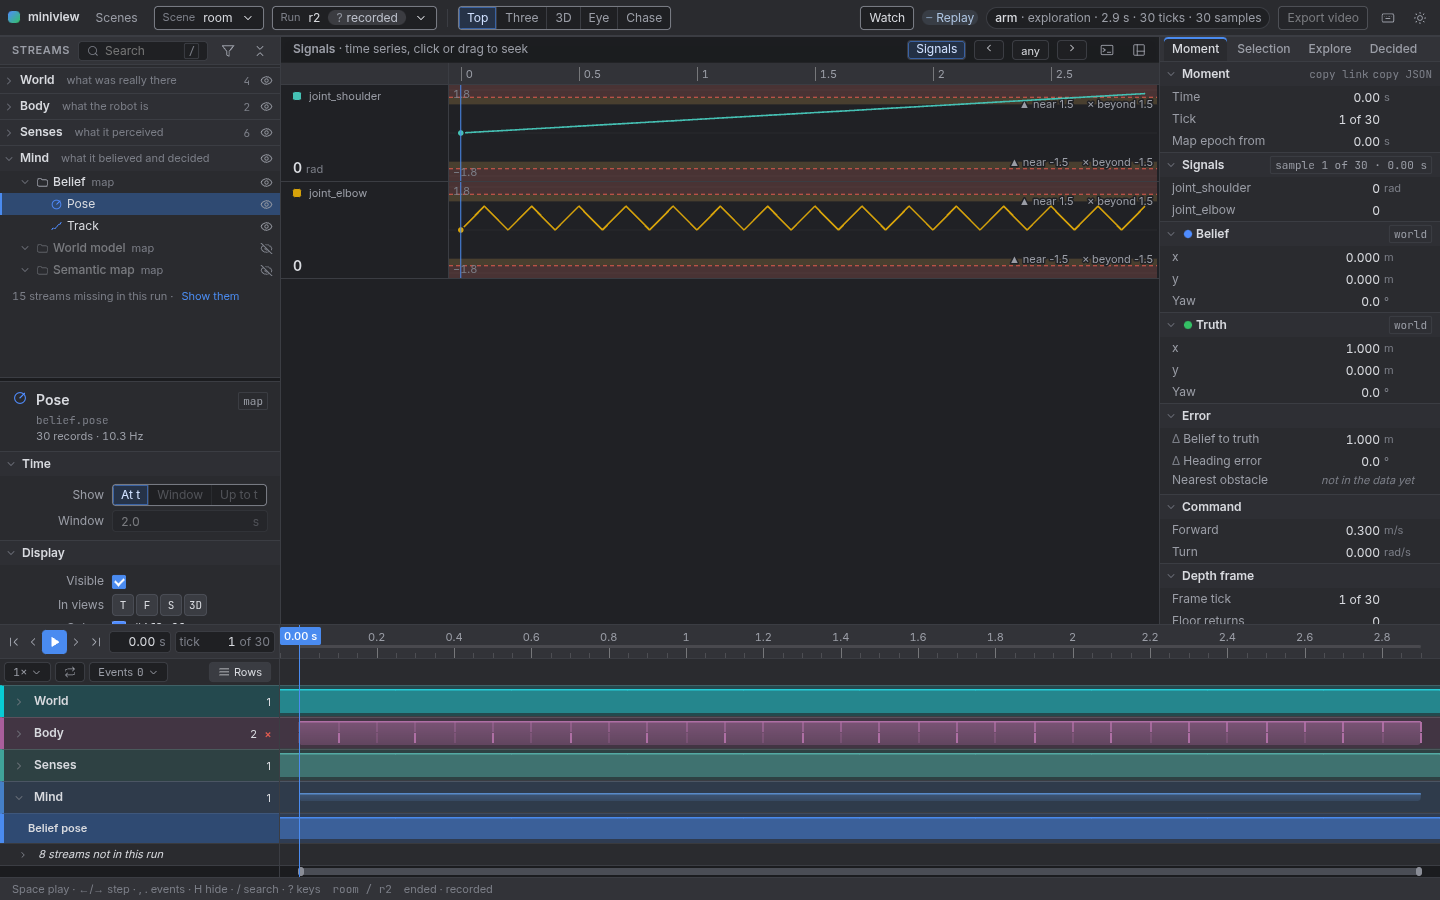 miniview Scenes Scene room Run r2 ? recorded Top Three 3D Eye Chase Watch – Replay arm · exploration · 2.9 s · 30 ticks · 30 samples Export video
STREAMS Search /
World what was really there 4
Body what the robot is 2
Senses what it perceived 6
Mind what it believed and decided
Belief map
Pose
Track
World model map
Semantic map map
15 streams missing in this run · Show them
Pose map
belief.pose
30 records · 10.3 Hz
Time
Show At t Window Up to t
Window 2.0 s
Display
Visible
In views T F S 3D
Signals · time series, click or drag to seek Signals any
0 0.5 1 1.5 2 2.5
joint_shoulder
1.8
▲ near 1.5 × beyond 1.5
0 rad
▲ near -1.5 × beyond -1.5
−1.8
joint_elbow
1.8
▲ near 1.5 × beyond 1.5
0
▲ near -1.5 × beyond -1.5
−1.8
Moment Selection Explore Decided
Moment copy link copy JSON
Time 0.00 s
Tick 1 of 30
Map epoch from 0.00 s
Signals sample 1 of 30 · 0.00 s
joint_shoulder 0 rad
joint_elbow 0
Belief world
x 0.000 m
y 0.000 m
Yaw 0.0 °
Truth world
x 1.000 m
y 0.000 m
Yaw 0.0 °
Error
Δ Belief to truth 1.000 m
Δ Heading error 0.0 °
Nearest obstacle not in the data yet
Command
Forward 0.300 m/s
Turn 0.000 rad/s
Depth frame
Frame tick 1 of 30
Floor returns 0
0.00 s tick 1 of 30 0.00 s 0.2 0.4 0.6 0.8 1 1.2 1.4 1.6 1.8 2 2.2 2.4 2.6 2.8
1× Events 0 Rows
World 1
Body 2 ×
Senses 1
Mind 1
Belief pose
8 streams not in this run
Space play · ←/→ step · , . events · H hide · / search · ? keys room / r2 ended · recorded